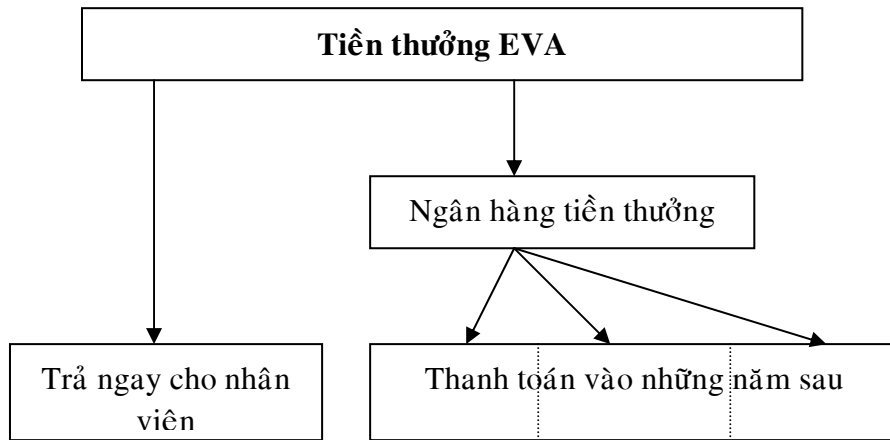 Tiền thưởng EVA
Ngân hàng tiền thưởng
Trả ngay cho nhân
viên
Thanh toán vào những năm sau